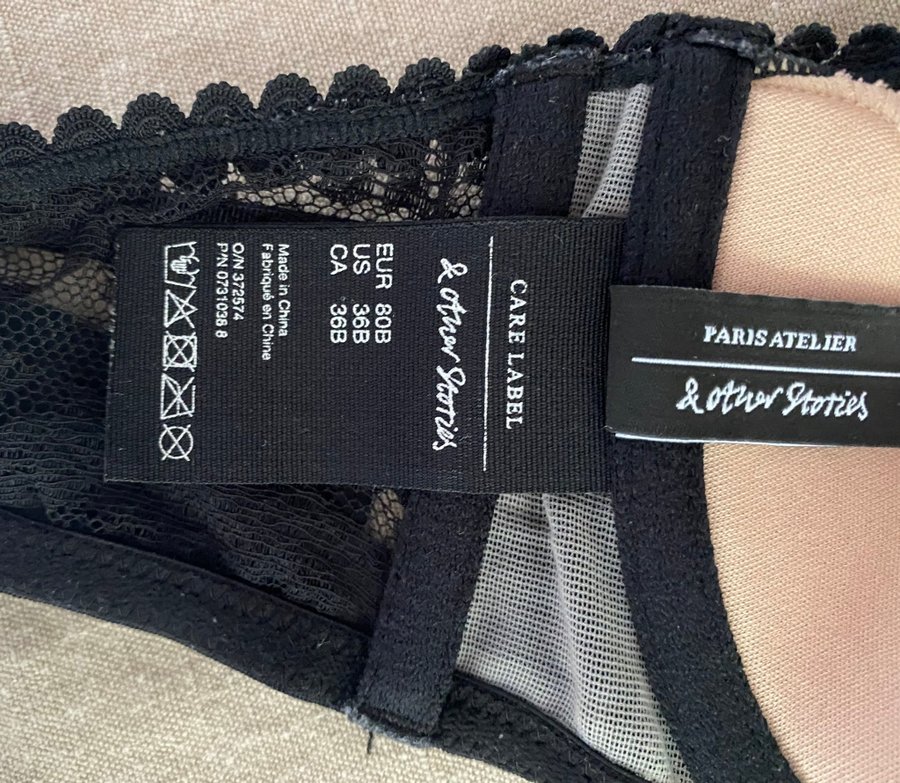 CARE LABEL
& other Stories
EUR 80B
US 36B
CA 36B
Made in China
Fabriqué en Chine
O/N 372574
P/N 0731038 8
PARIS ATELIER
& other Stories